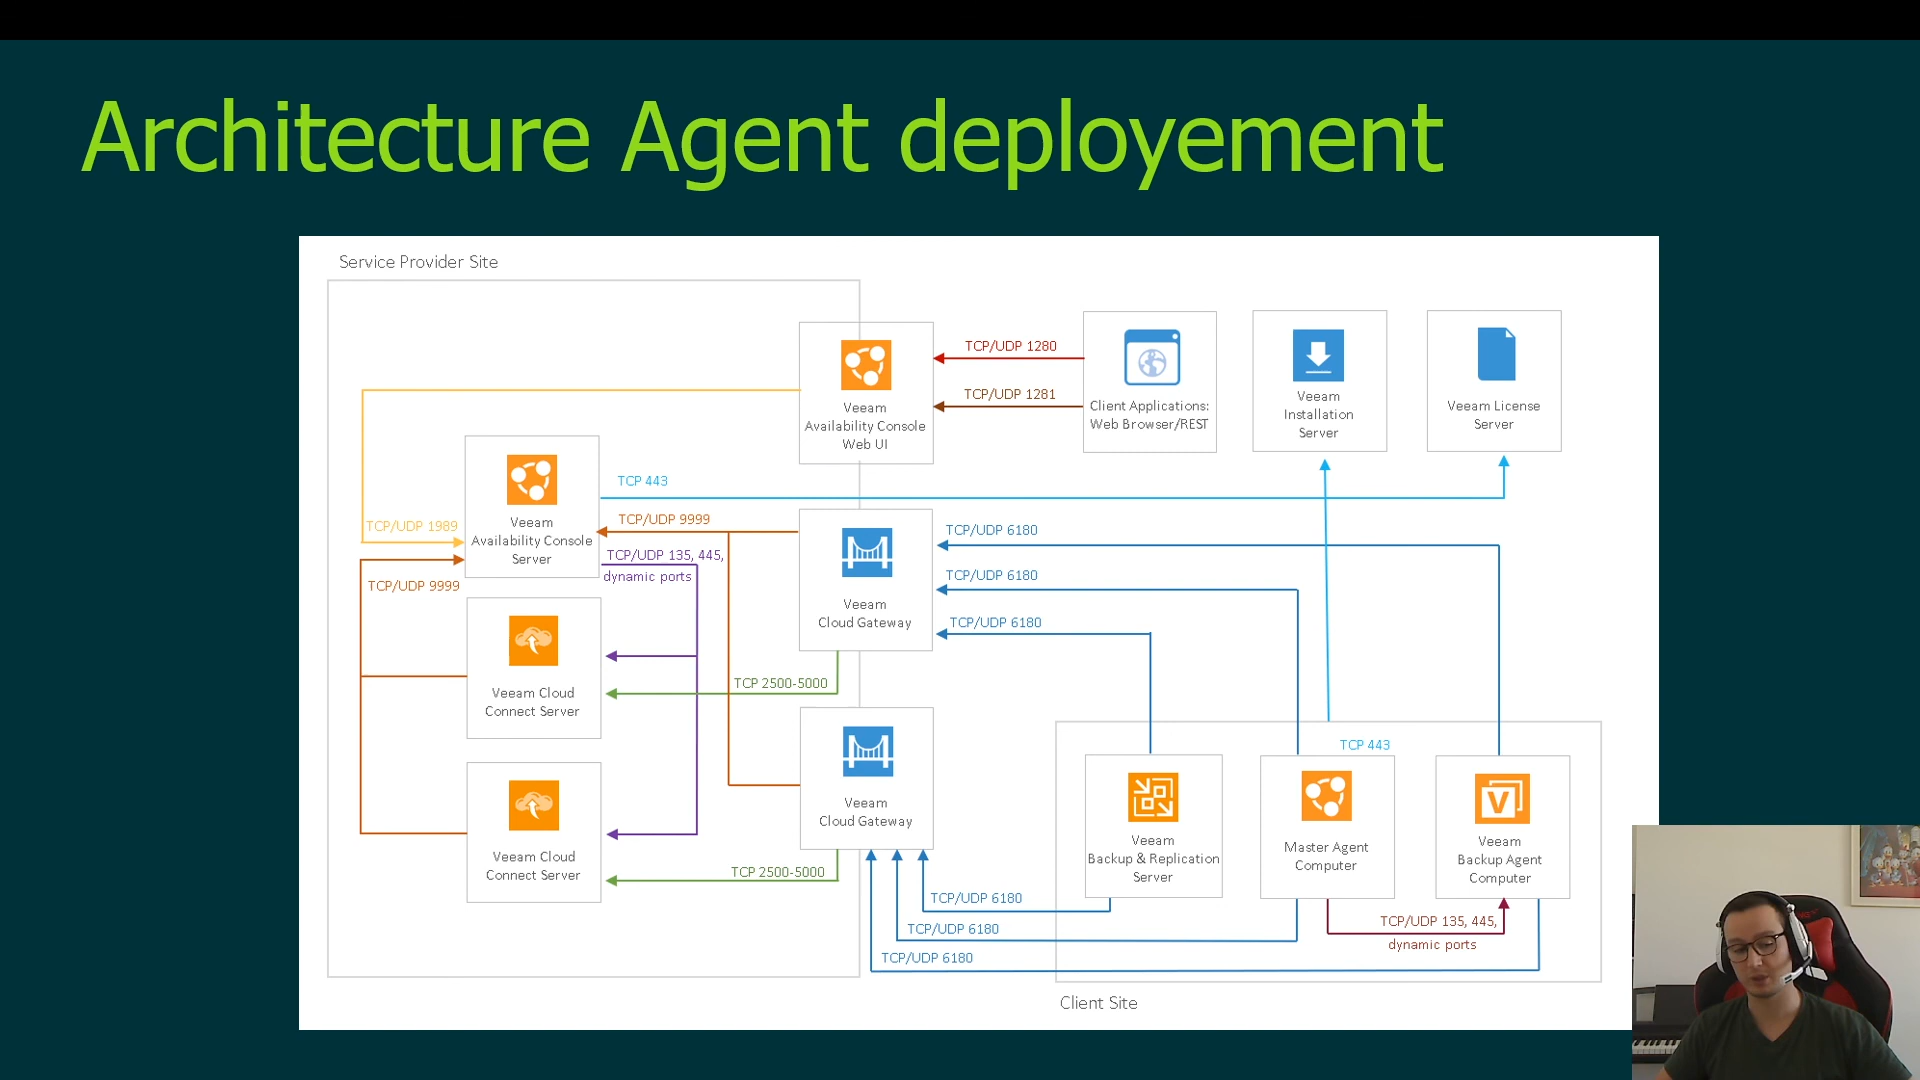 Architecture Agent deployement
Service Provider Site
TCP/UDP 1280
TCP/UDP 1281
Veeam
Availability Console
Web UI
Client Applications:
Web Browser/REST
Veeam
Installation
Server
Veeam License
Server
TCP 443
TCP/UDP 1989
Veeam
Availability Console
Server
TCP/UDP 9999
TCP/UDP 135, 445,
dynamic ports
TCP/UDP 9999
TCP/UDP 6180
TCP/UDP 6180
TCP/UDP 6180
Veeam
Cloud Gateway
Veeam Cloud
Connect Server
TCP 2500-5000
Veeam
Cloud Gateway
Veeam Cloud
Connect Server
TCP 2500-5000
TCP 443
Veeam
Backup & Replication
Server
Master Agent
Computer
V
Veeam
Backup Agent
Computer
TCP/UDP 6180
TCP/UDP 6180
TCP/UDP 6180
TCP/UDP 135, 445,
dynamic ports
Client Site